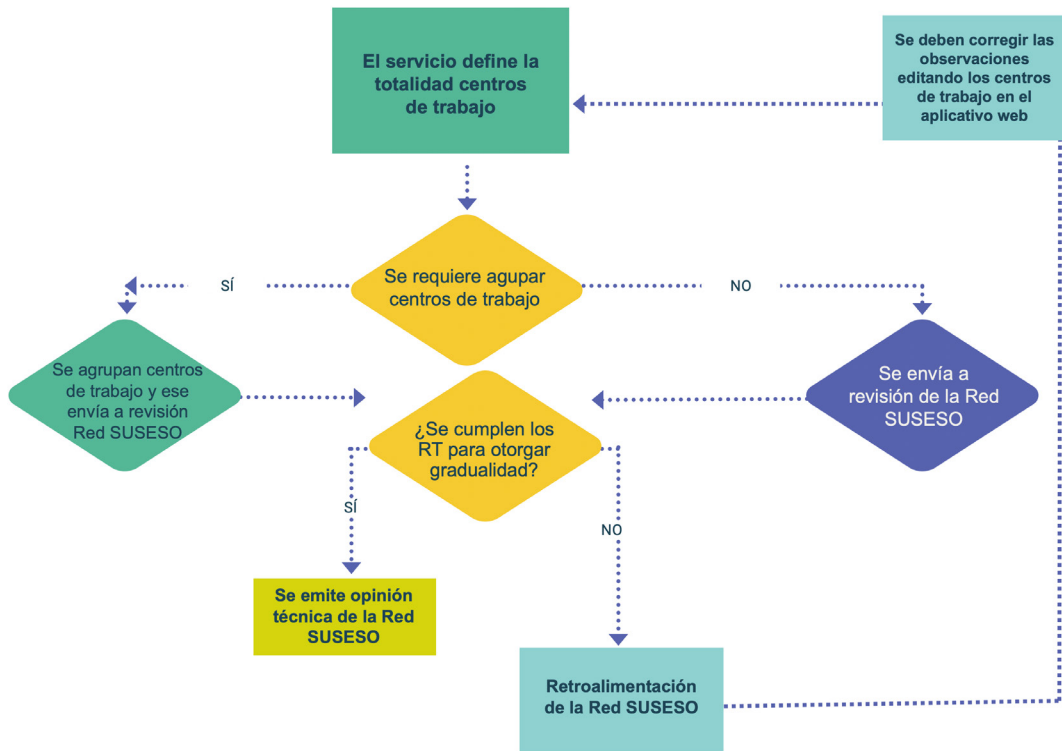 El servicio define la
totalidad centros
de trabajo
Se deben corregir las
observaciones
editando los centros
de trabajo en el
aplicativo web
Se requiere agupar
centros de trabajo
SÍ
NO
Se agrupan centros
de trabajo y ese
envía a revisión
Red SUSESO
Se envía a
revisión de la Red
SUSESO
¿Se cumplen los
RT para otorgar
gradualidad?
SÍ
NO
Se emite opinión
técnica de la Red
SUSESO
Retroalimentación
de la Red SUSESO